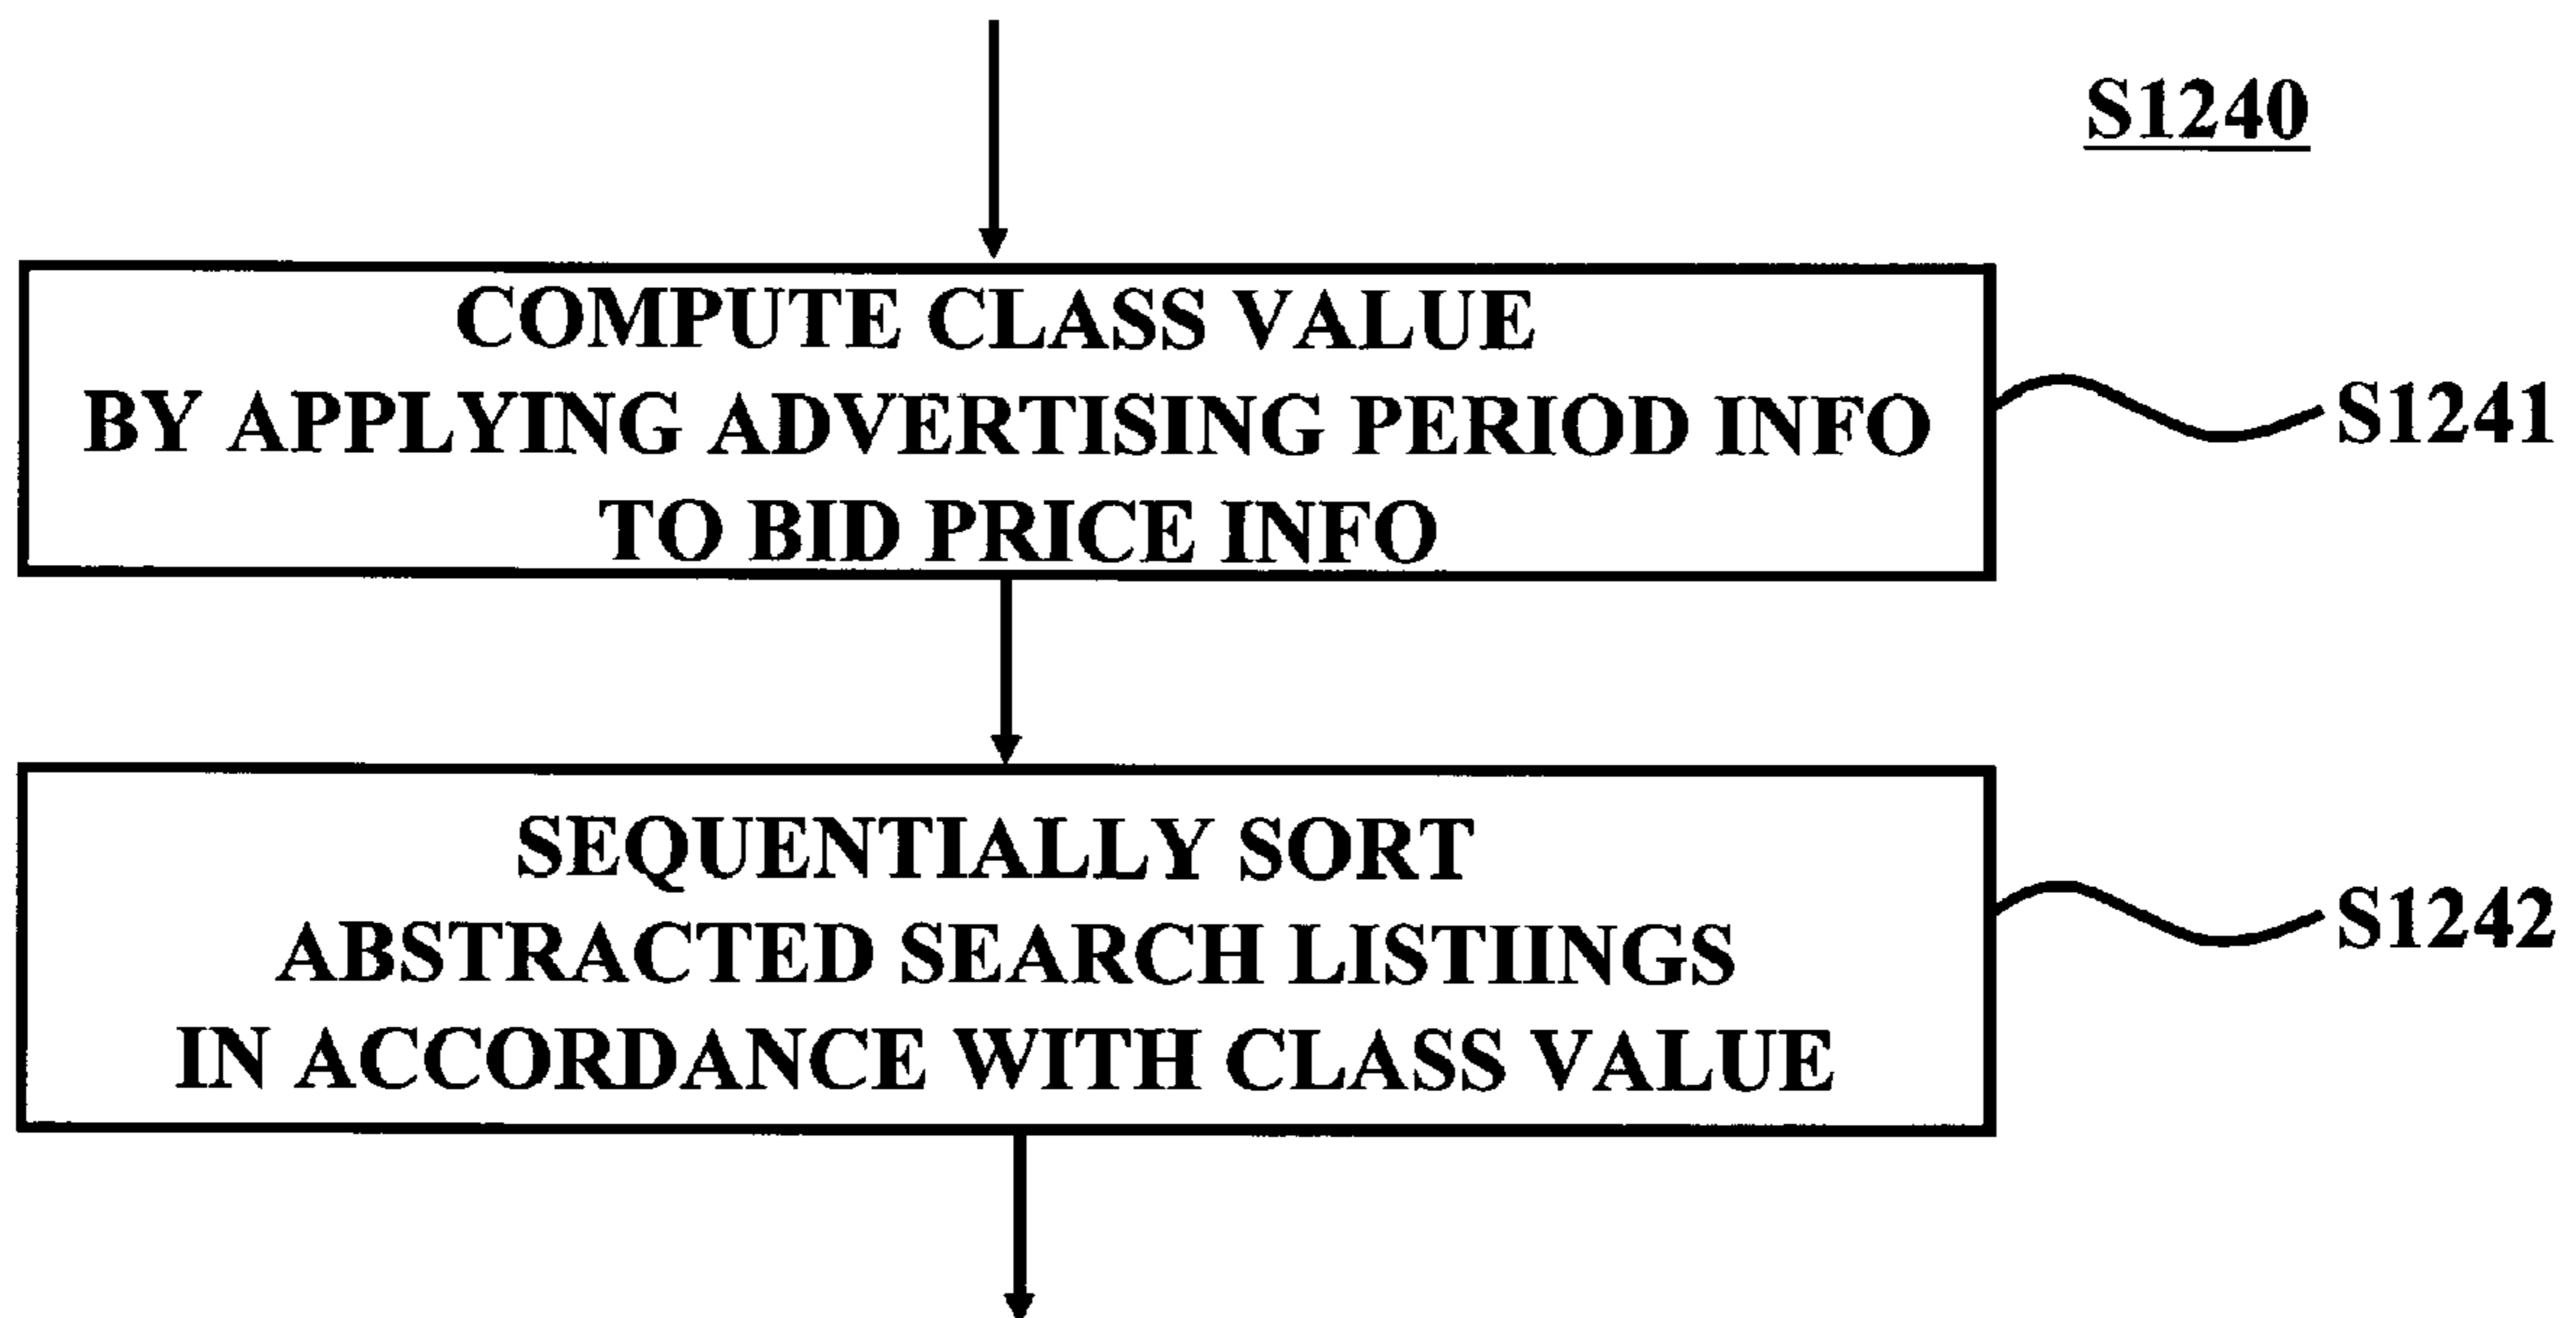 S1240
COMPUTE CLASS VALUE
BY APPLYING ADVERTISING PERIOD INFO
TO BID PRICE INFO
S1241
SEQUENTIALLY SORT
ABSTRACTED SEARCH LISTIINGS
IN ACCORDANCE WITH CLASS VALUE
S1242